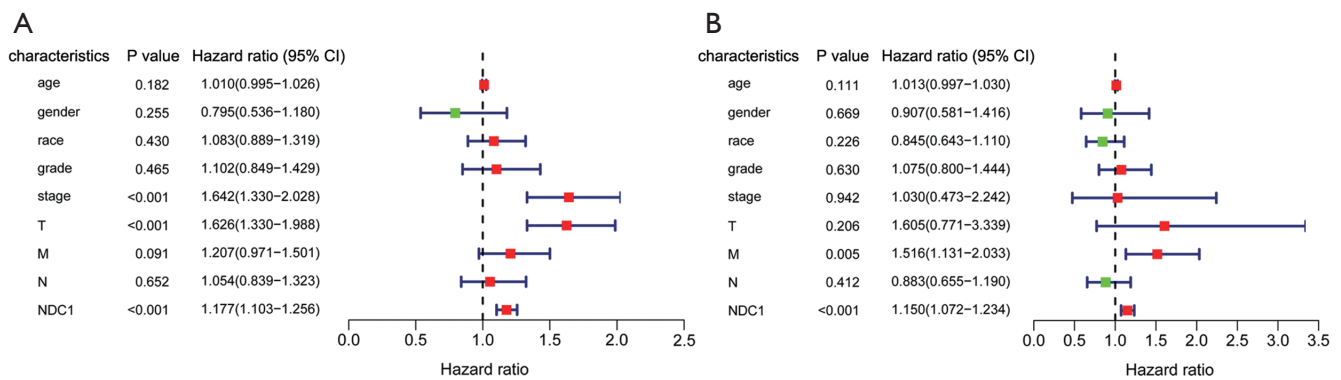 A
characteristics P value Hazard ratio (95% CI)
age 0.182 1.010(0.995−1.026)
gender 0.255 0.795(0.536−1.180)
race 0.430 1.083(0.889−1.319)
grade 0.465 1.102(0.849−1.429)
stage <0.001 1.642(1.330−2.028)
T <0.001 1.626(1.330−1.988)
M 0.091 1.207(0.971−1.501)
N 0.652 1.054(0.839−1.323)
NDC1 <0.001 1.177(1.103−1.256)
0.0 0.5 1.0 1.5 2.0 2.5
Hazard ratio
B
characteristics P value Hazard ratio (95% CI)
age 0.111 1.013(0.997−1.030)
gender 0.669 0.907(0.581−1.416)
race 0.226 0.845(0.643−1.110)
grade 0.630 1.075(0.800−1.444)
stage 0.942 1.030(0.473−2.242)
T 0.206 1.605(0.771−3.339)
M 0.005 1.516(1.131−2.033)
N 0.412 0.883(0.655−1.190)
NDC1 <0.001 1.150(1.072−1.234)
0.0 0.5 1.0 1.5 2.0 2.5 3.0 3.5
Hazard ratio